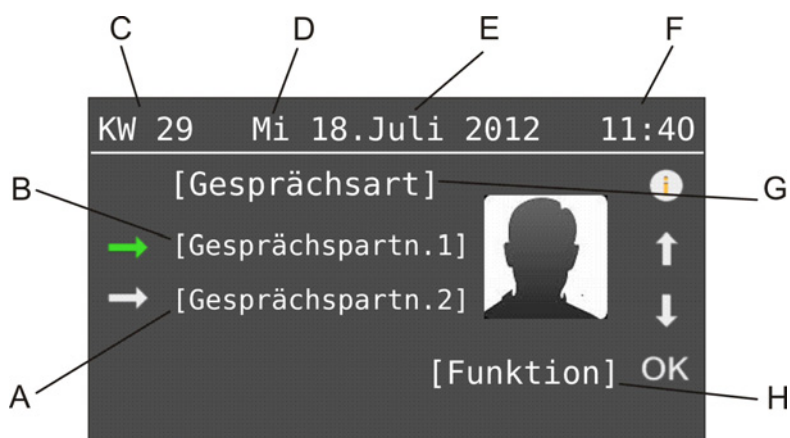 C D E F
KW 29 Mi 18.Juli 2012 11:40
[Gesprächsart] i G
B [Gesprächspartn.1]
[Gesprächspartn.2]
[Funktion] OK
A H